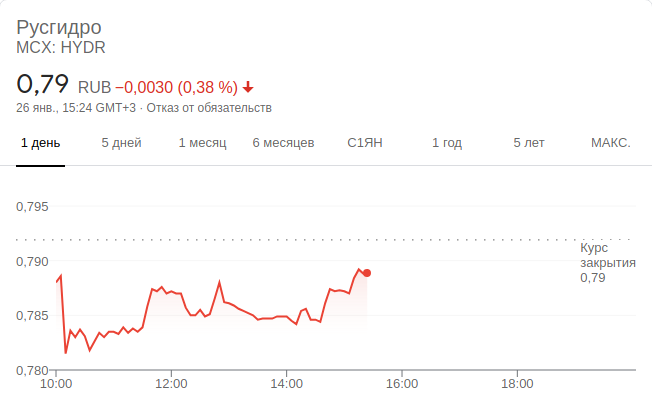 Русгидро
MCX: HYDR
0,79 RUB −0,0030 (0,38 %)
26 янв., 15:24 GMT+3 · Отказ от обязательств
1 день 5 дней 1 месяц 6 месяцев С1ЯН 1 год 5 лет МАКС.
0,795
Курс
закрытия
0,79
0,790
0,785
0,780
10:00 12:00 14:00 16:00 18:00